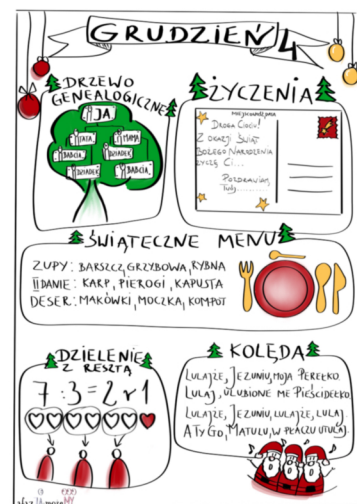 GRUDZIEŃ 4
DRZEWO
GENEALOGICZNE
JA
TATA
MAMA
BABCIA
DZIADEK
DZIADEK
BABCIA
ŻYCZENIA
Droga Ciociu!
Z okazji Świąt
Bożego Narodzenia
życzę Ci...
Pozdrawiam
ŚWIĄTECZNE MENU
ZUPY: BARSZCZ, GRZYBOWA, RYBNA
II DANIE: KARP, PIEROGI, KAPUSTA
DESER: MAKÓWKI, MOCZKA, KOMPOT
DZIELENIE
Z RESZTĄ
7:3=2 r 1
KOLĘDA
LULAJŻE, JEZUNIU, MOJA PEREŁKO
LULAJ, ULUBIONE ME PIEŚCIDEŁKO
LULAJŻE, JEZUNIU, LULAJŻE, LULAJ
A TY GO, MATULU, W PŁACZU UTULAJ